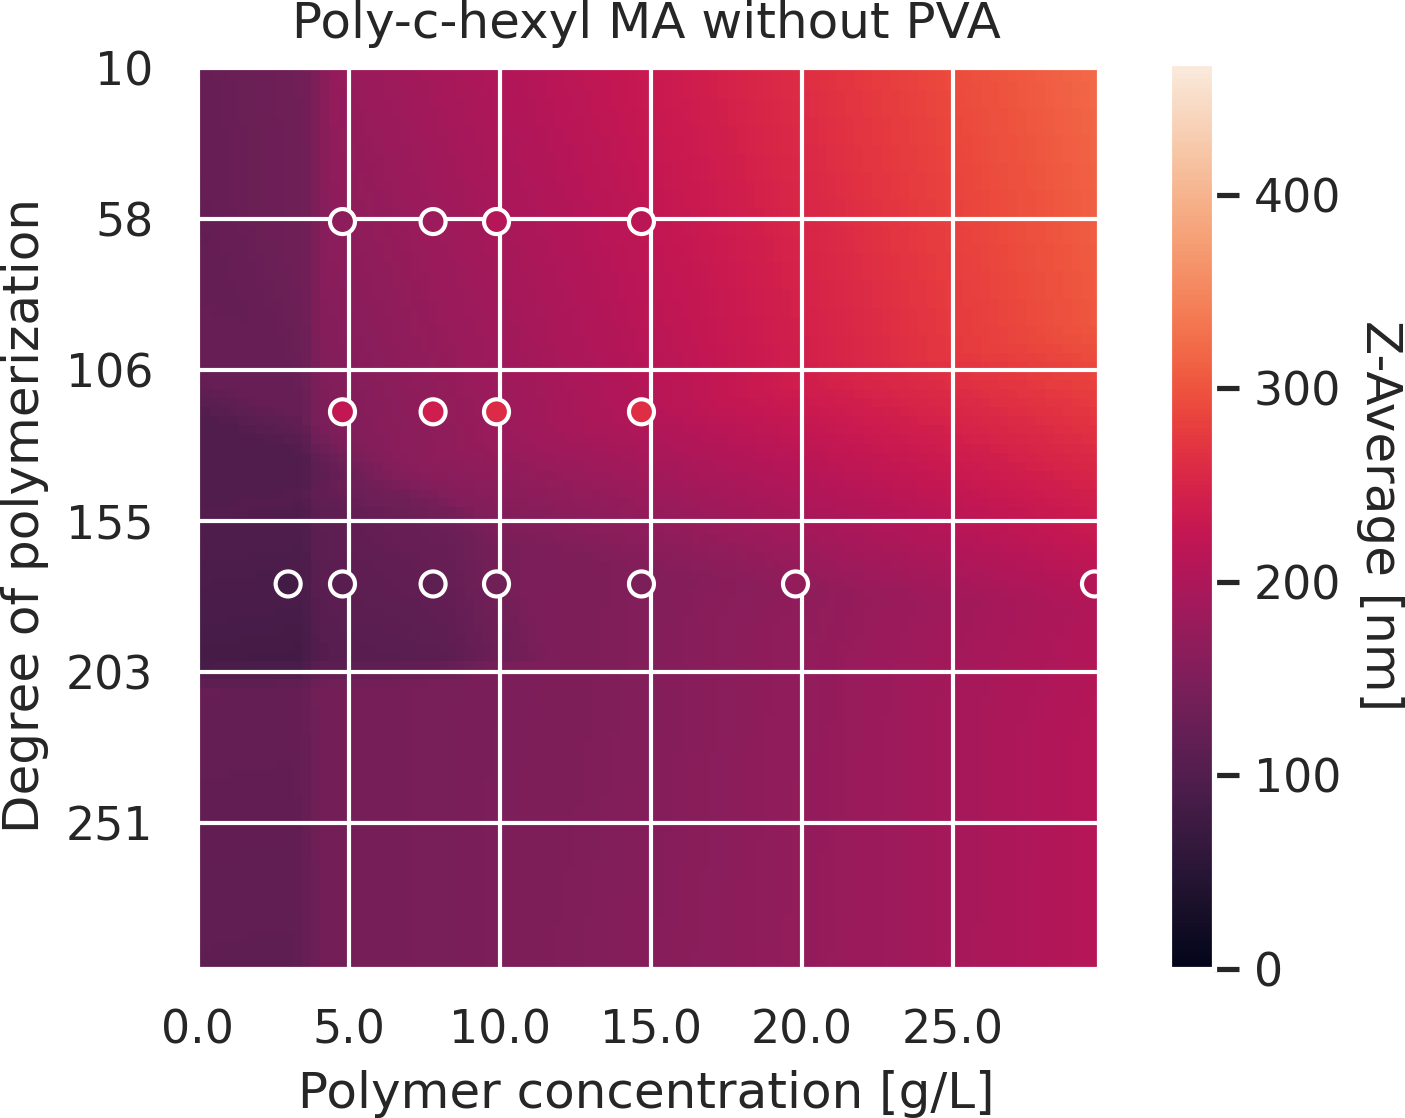 Poly-c-hexyl MA without PVA
10
58
106
155
203
251
Degree of polymerization
0.0 5.0 10.0 15.0 20.0 25.0
Polymer concentration [g/L]
400
300
200
100
0
Z-Average [nm]